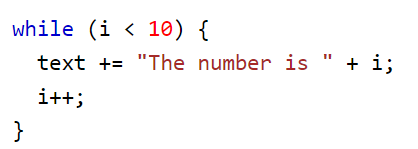 while (i < 10) {
  text += "The number is " + i;
  i++;
}